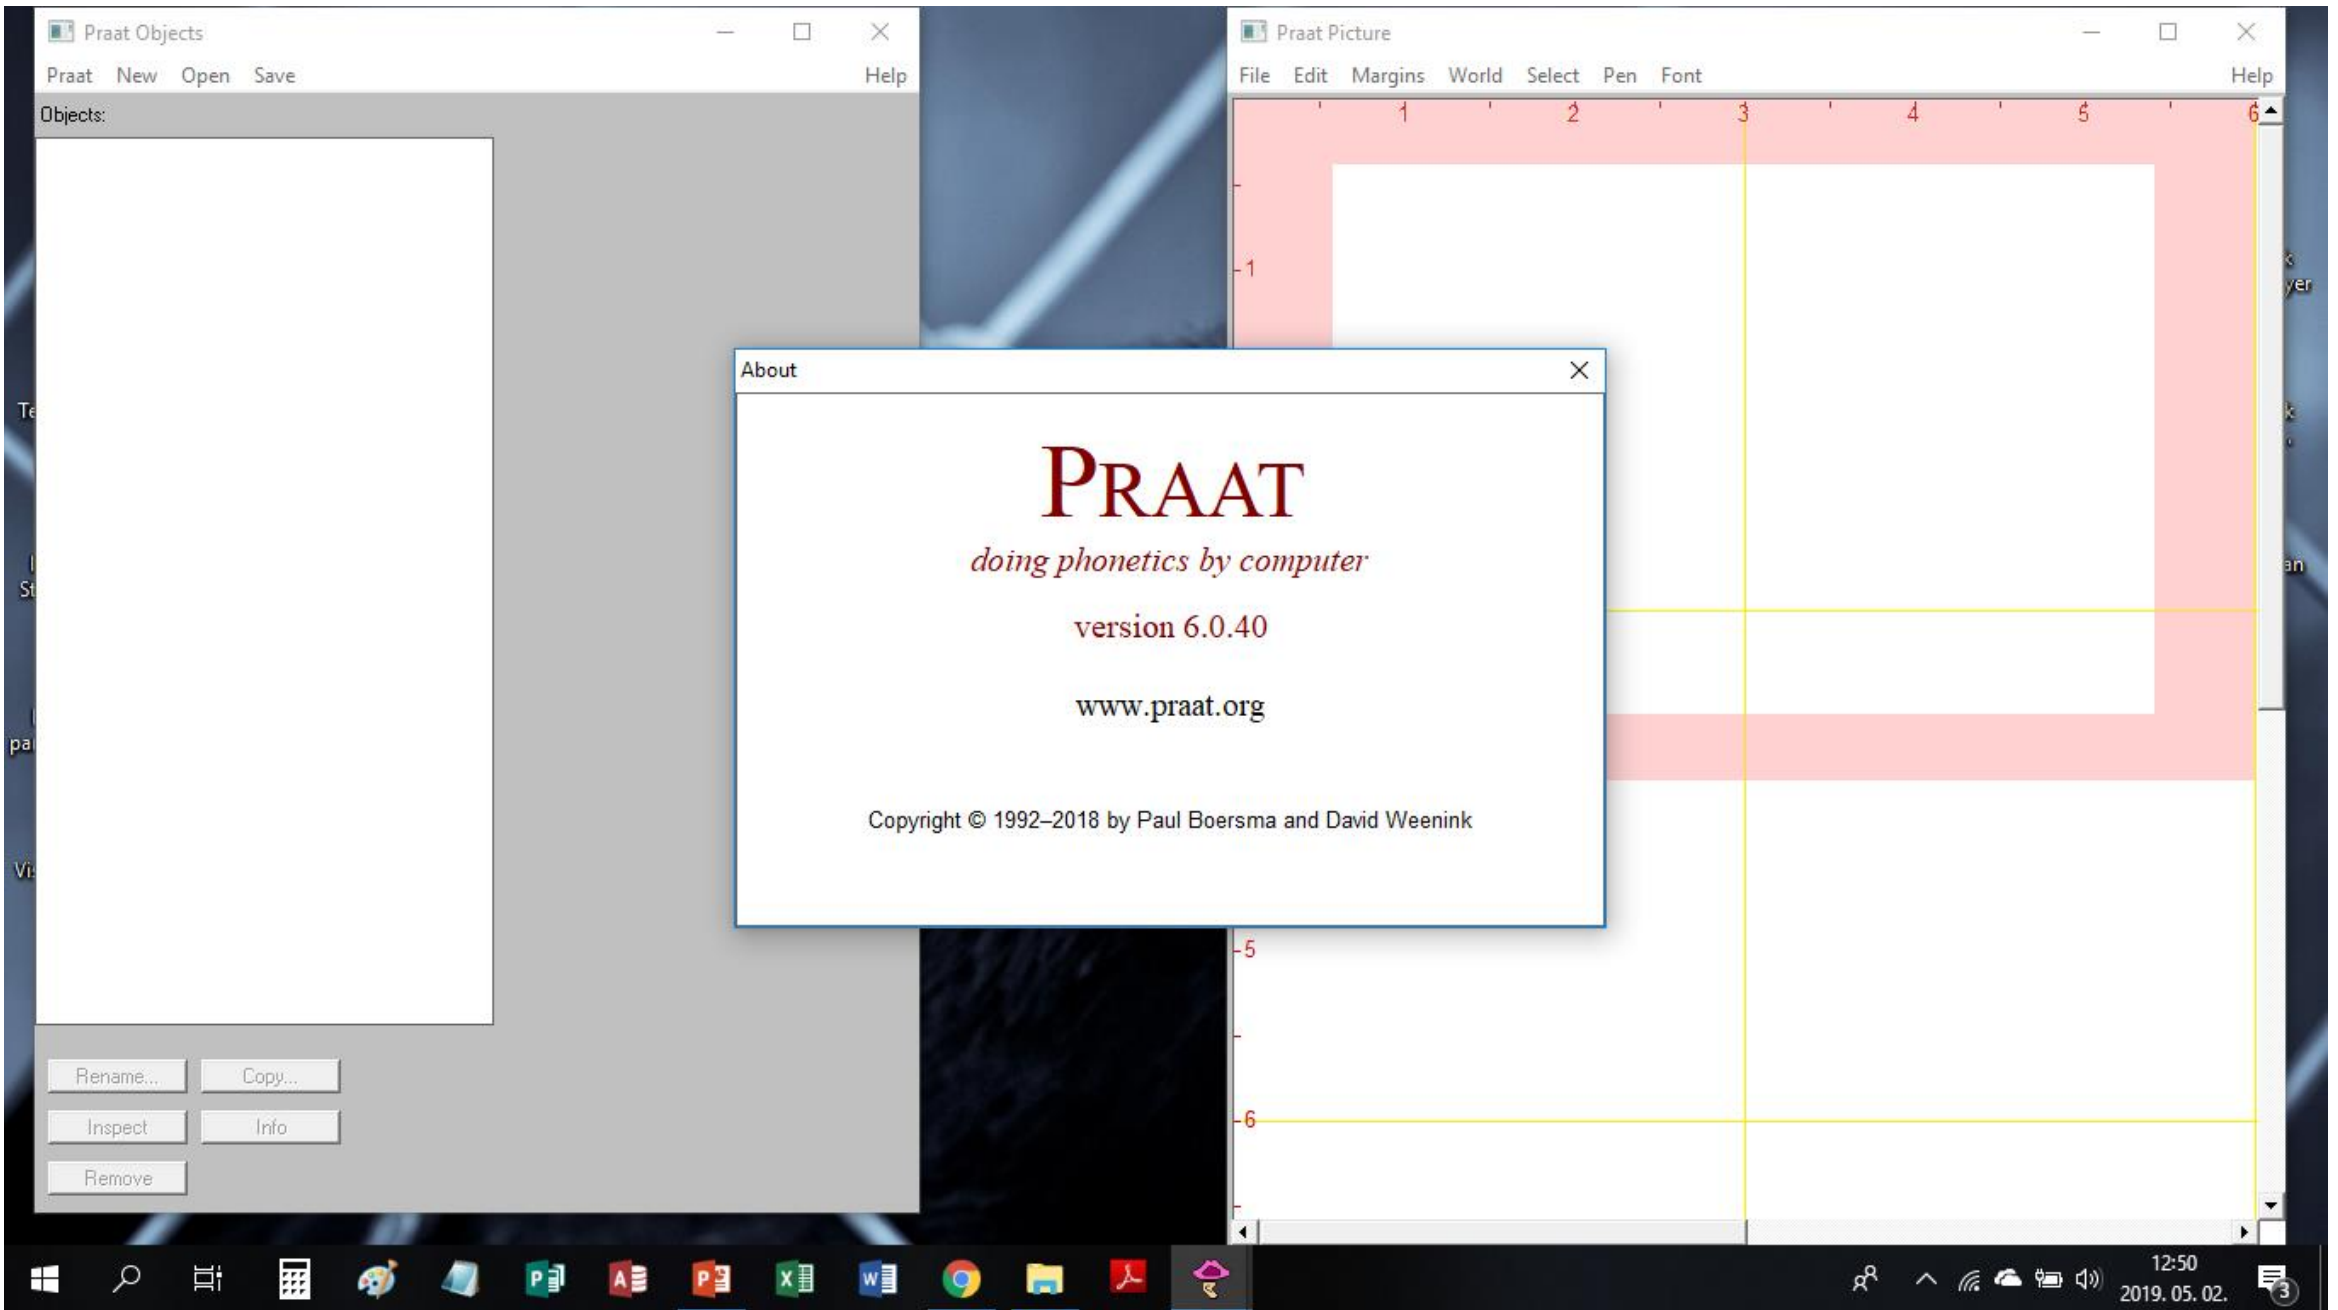 Praat Objects
Praat New Open Save Help
Objects:
Rename... Copy...
Inspect Info
Remove
Praat Picture
File Edit Margins World Select Pen Font Help
1 2 3 4 5 6
1
5
6
About
PRAAT
doing phonetics by computer
version 6.0.40
www.praat.org
Copyright © 1992–2018 by Paul Boersma and David Weenink
12:50
2019. 05. 02.
3